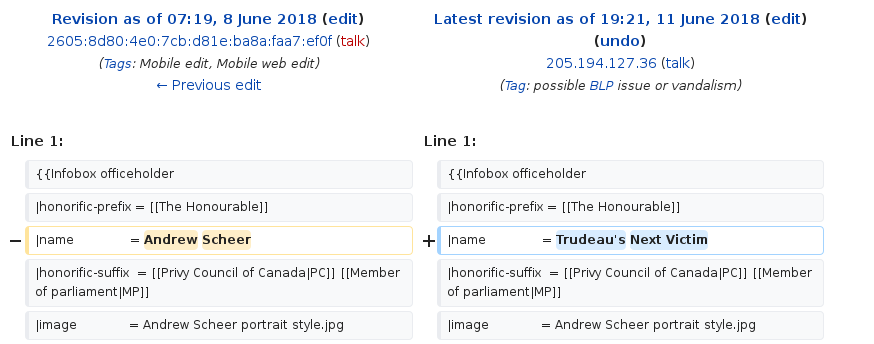 Revision as of 07:19, 8 June 2018 (edit)
2605:8d80:4e0:7cb:d81e:ba8a:faa7:ef0f (talk)
(Tags: Mobile edit, Mobile web edit)
← Previous edit
Latest revision as of 19:21, 11 June 2018 (edit)
(undo)
205.194.127.36 (talk)
(Tag: possible BLP issue or vandalism)
Line 1:
Line 1:
{{Infobox officeholder
{{Infobox officeholder
|honorific-prefix = [[The Honourable]]
|honorific-prefix = [[The Honourable]]
− |name = Andrew Scheer
+ |name = Trudeau's Next Victim
|honorific-suffix = [[Privy Council of Canada|PC]] [[Member
of parliament|MP]]
|honorific-suffix = [[Privy Council of Canada|PC]] [[Member
of parliament|MP]]
|image = Andrew Scheer portrait style.jpg
|image = Andrew Scheer portrait style.jpg